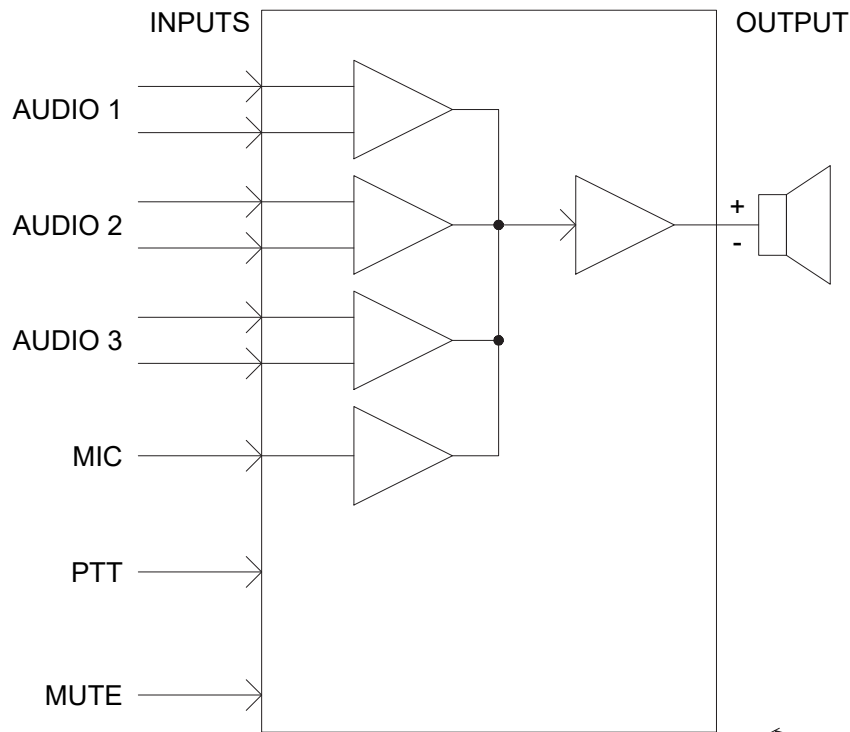 INPUTS
OUTPUT
AUDIO 1
AUDIO 2
+
-
AUDIO 3
MIC
PTT
MUTE